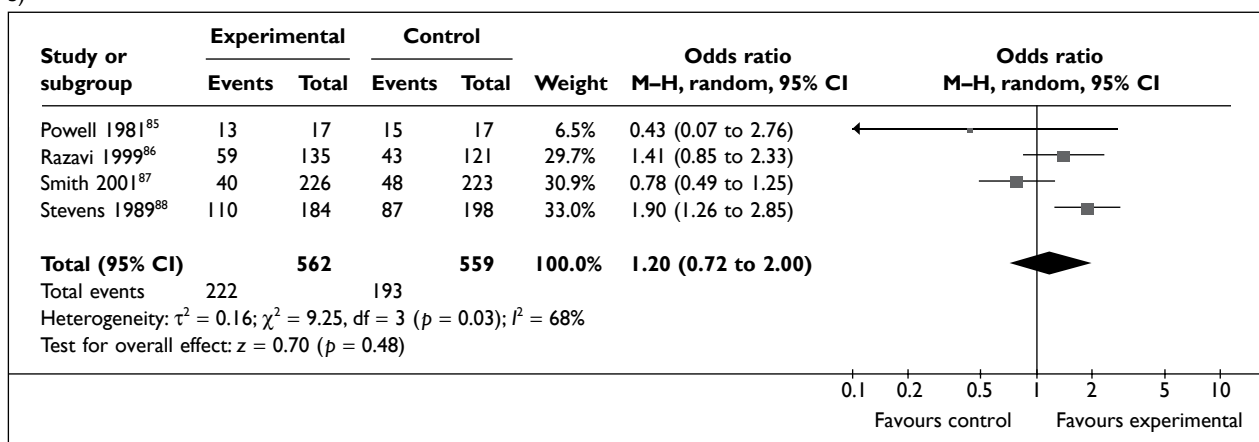 Experimental Control
Study or subgroup Events Total Events Total Weight Odds ratio M–H, random, 95% CI Odds ratio M–H, random, 95% CI
Powell 1981⁸⁵ 13 17 15 17 6.5% 0.43 (0.07 to 2.76)
Razavi 1999⁸⁶ 59 135 43 121 29.7% 1.41 (0.85 to 2.33)
Smith 2001⁸⁷ 40 226 48 223 30.9% 0.78 (0.49 to 1.25)
Stevens 1989⁸⁸ 110 184 87 198 33.0% 1.90 (1.26 to 2.85)
Total (95% CI) 562 559 100.0% 1.20 (0.72 to 2.00)
Total events 222 193
Heterogeneity: τ² = 0.16; χ² = 9.25, df = 3 (p = 0.03); I² = 68%
Test for overall effect: z = 0.70 (p = 0.48)
0.1 0.2 0.5 1 2 5 10
Favours control Favours experimental